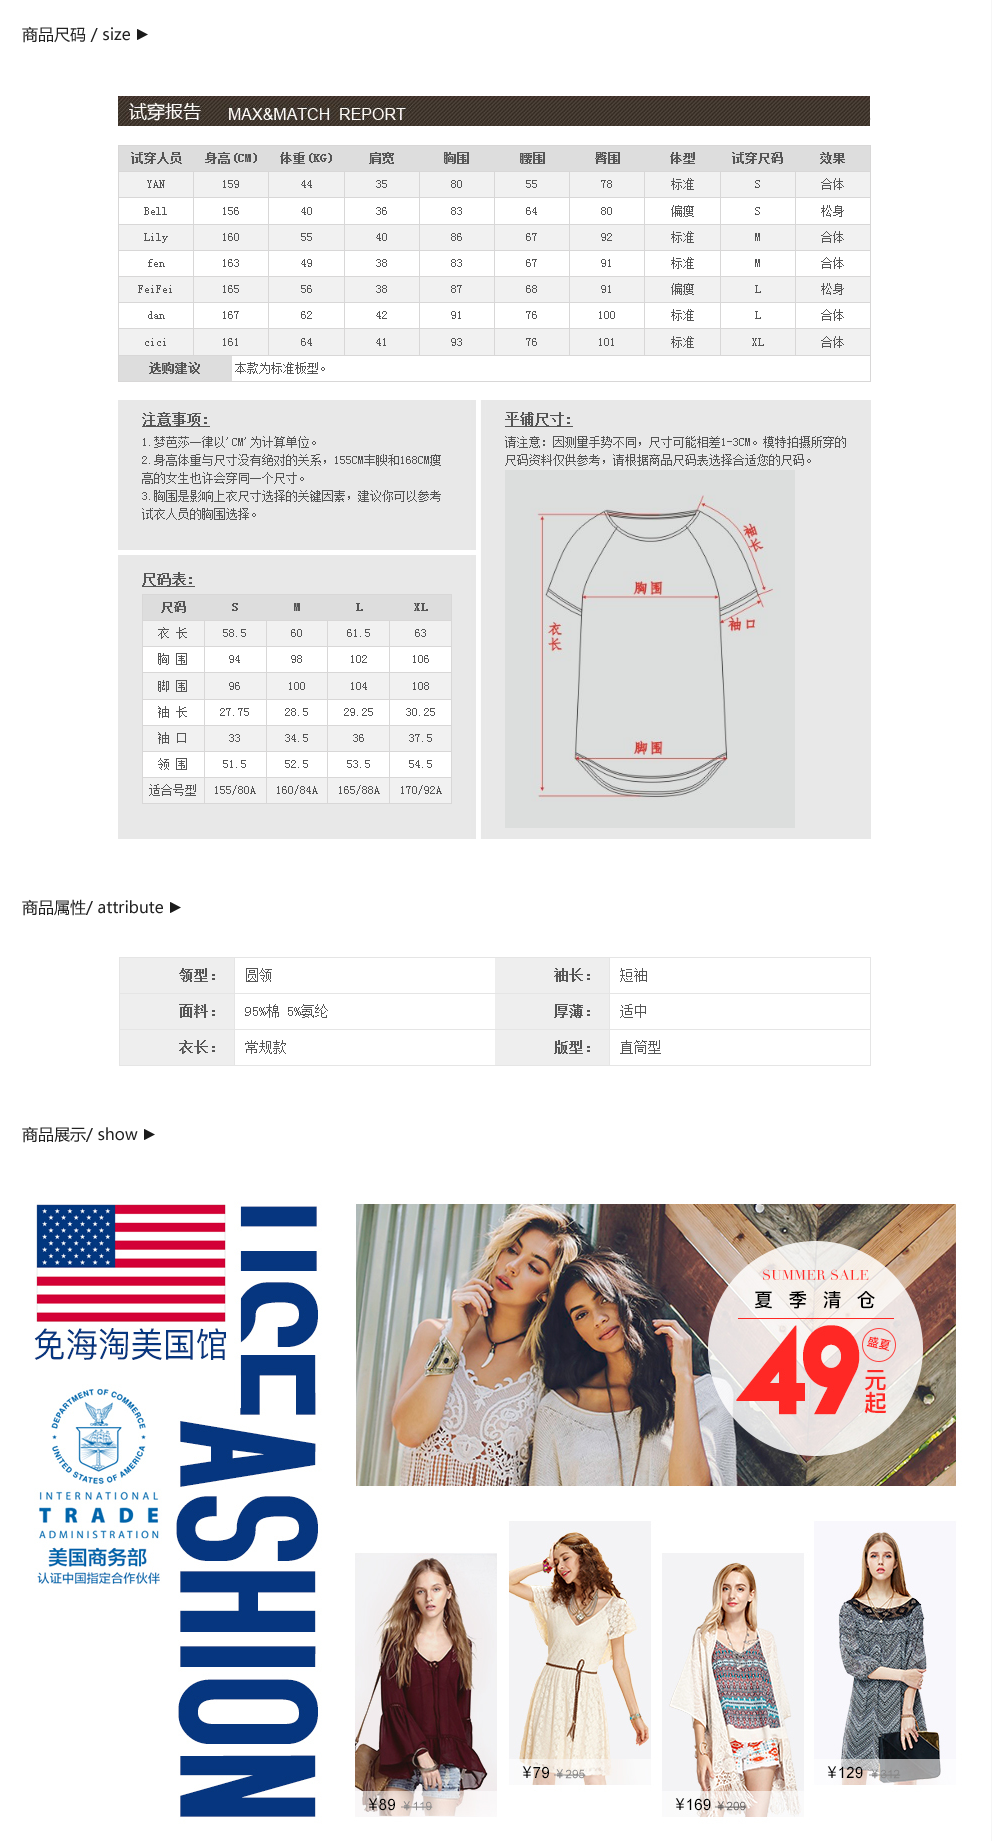 商品尺码 / size ▶
试穿报告 MAX&MATCH REPORT
试穿人员 身高(CM) 体重(KG) 肩宽 胸围 腰围 臀围 体型 试穿尺码 效果
YAN 159 44 35 80 55 78 标准 S 合体
Bell 156 40 36 83 64 80 偏瘦 S 松身
Lily 160 55 40 86 67 92 标准 M 合体
fen 163 49 38 83 67 91 标准 M 合体
FeiFei 165 56 38 87 68 91 偏瘦 L 松身
dan 167 62 42 91 76 100 标准 L 合体
cici 161 64 41 93 76 101 标准 XL 合体
选购建议 本款为标准板型。
注意事项:
1.梦芭莎一律以'CM'为计算单位。
2.身高体重与尺寸没有绝对的关系，155CM丰腴和168CM瘦
高的女生也许会穿同一个尺寸。
3.胸围是影响上衣尺寸选择的关键因素，建议你可以参考
试衣人员的胸围选择。
尺码表:
尺码 S M L XL
衣 长 58.5 60 61.5 63
胸 围 94 98 102 106
脚 围 96 100 104 108
袖 长 27.75 28.5 29.25 30.25
袖 口 33 34.5 36 37.5
领 围 51.5 52.5 53.5 54.5
适合号型 155/80A 160/84A 165/88A 170/92A
平铺尺寸:
请注意: 因测量手势不同，尺寸可能相差1-3CM。模特拍摄所穿的
尺码资料仅供参考，请根据商品尺码表选择合适您的尺码。
袖长
胸围
袖口
衣长
脚围
商品属性/ attribute ▶
领型： 圆领 袖长： 短袖
面料： 95%棉 5%氨纶 厚薄： 适中
衣长： 常规款 版型： 直筒型
商品展示/ show ▶
免海淘美国馆
DEPARTMENT OF COMMERCE
UNITED STATES OF AMERICA
INTERNATIONAL
TRADE
ADMINISTRATION
美国商务部
认证中国指定合作伙伴
ICE
ASHION
SUMMER SALE
夏季清仓
49
盛夏
元起
¥89 ¥119
¥79 ¥295
¥169 ¥209
¥129 ¥312